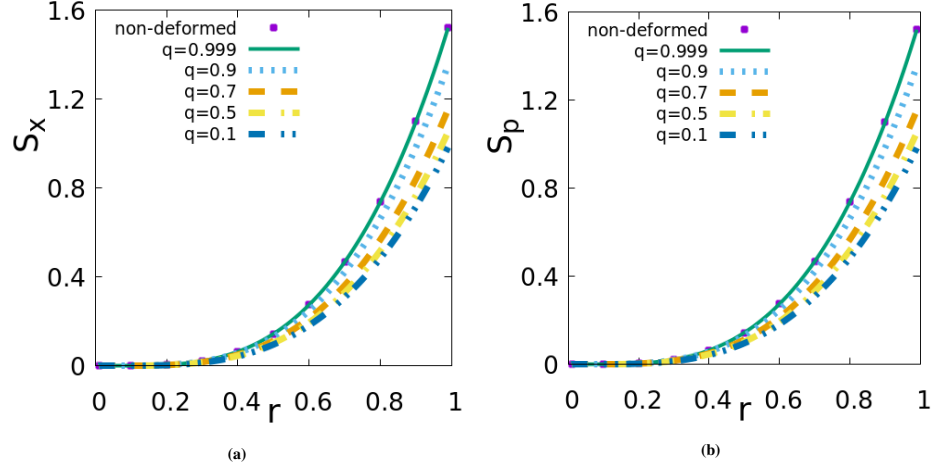 1.6
1.2
0.8
0.4
0
S_x
non-deformed
q=0.999
q=0.9
q=0.7
q=0.5
q=0.1
0 0.2 0.4 0.6 0.8 1
r
(a)
1.6
1.2
0.8
0.4
0
S_p
non-deformed
q=0.999
q=0.9
q=0.7
q=0.5
q=0.1
0 0.2 0.4 0.6 0.8 1
r
(b)